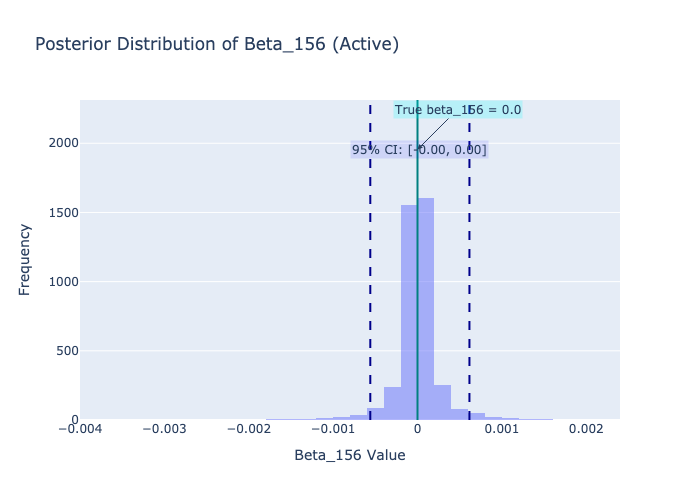 Posterior Distribution of Beta_156 (Active)
True beta_156 = 0.0
95% CI: [-0.00, 0.00]
2000
1500
1000
500
0
Frequency
−0.004
−0.003
−0.002
−0.001
0
0.001
0.002
Beta_156 Value